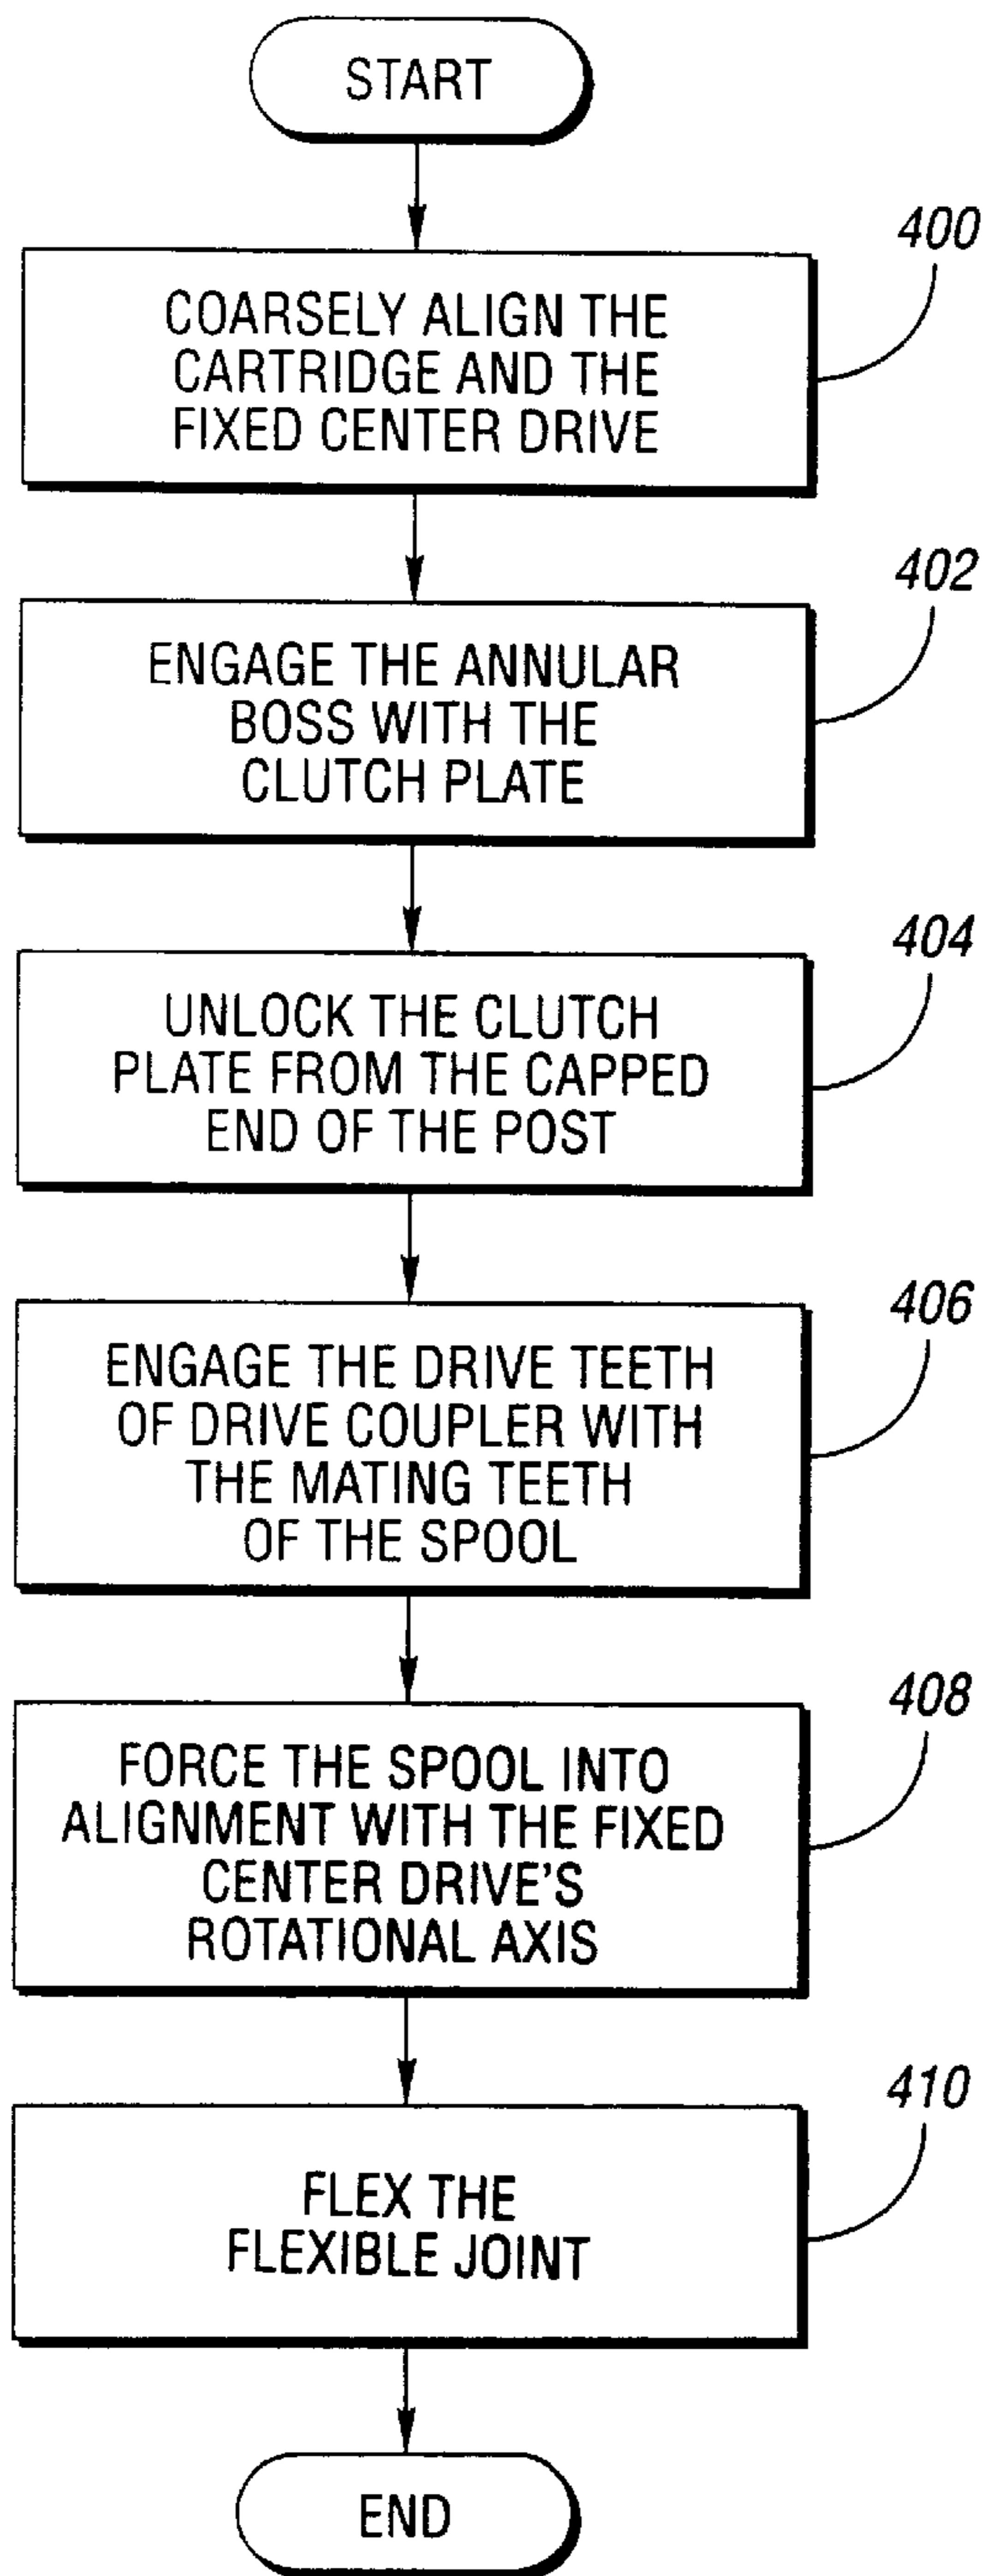 START
400
COARSELY ALIGN THE
CARTRIDGE AND THE
FIXED CENTER DRIVE
402
ENGAGE THE ANNULAR
BOSS WITH THE
CLUTCH PLATE
404
UNLOCK THE CLUTCH
PLATE FROM THE CAPPED
END OF THE POST
406
ENGAGE THE DRIVE TEETH
OF DRIVE COUPLER WITH
THE MATING TEETH
OF THE SPOOL
408
FORCE THE SPOOL INTO
ALIGNMENT WITH THE FIXED
CENTER DRIVE'S
ROTATIONAL AXIS
410
FLEX THE
FLEXIBLE JOINT
END